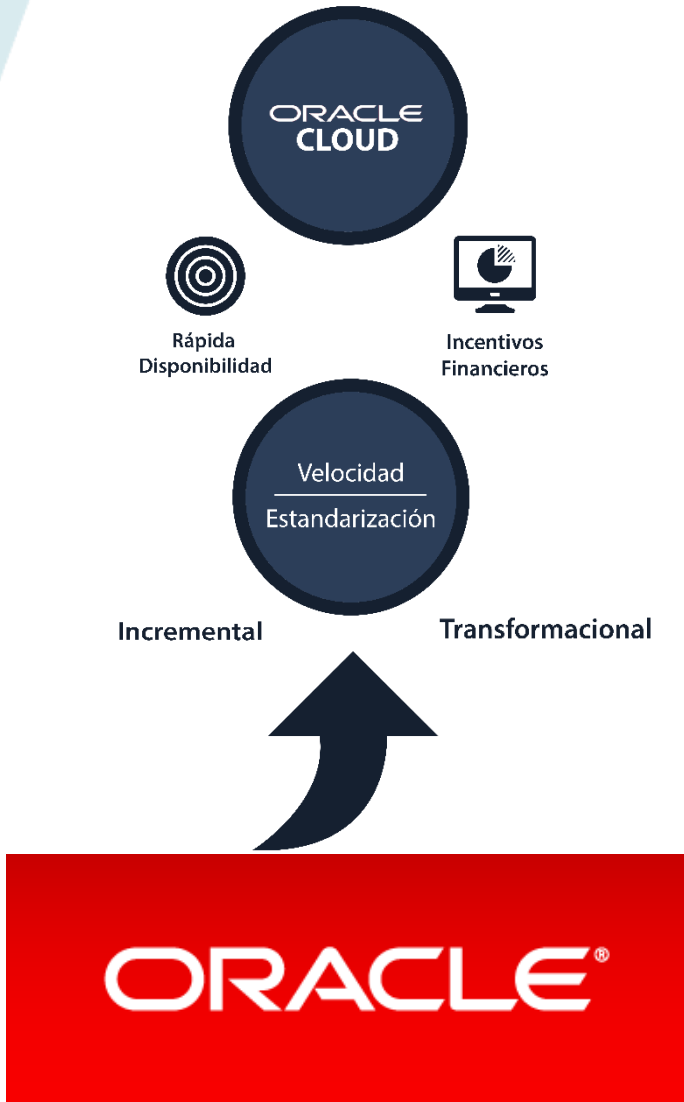 ORACLE
CLOUD
Rápida
Disponibilidad
Incentivos
Financieros
Velocidad
Estandarización
Incremental
Transformacional
ORACLE®